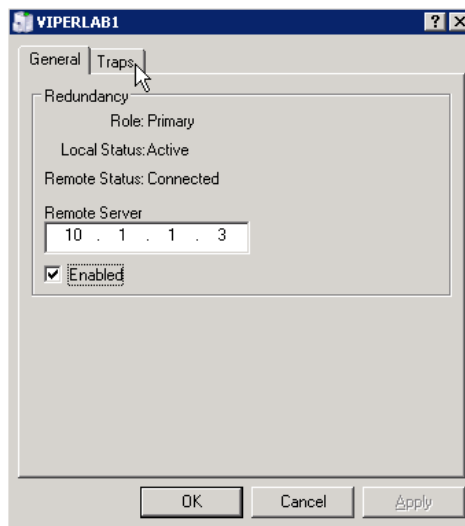 VIPERLAB1
General Traps
Redundancy
Role: Primary
Local Status: Active
Remote Status: Connected
Remote Server
10 . 1 . 1 . 3
Enabled
OK Cancel Apply